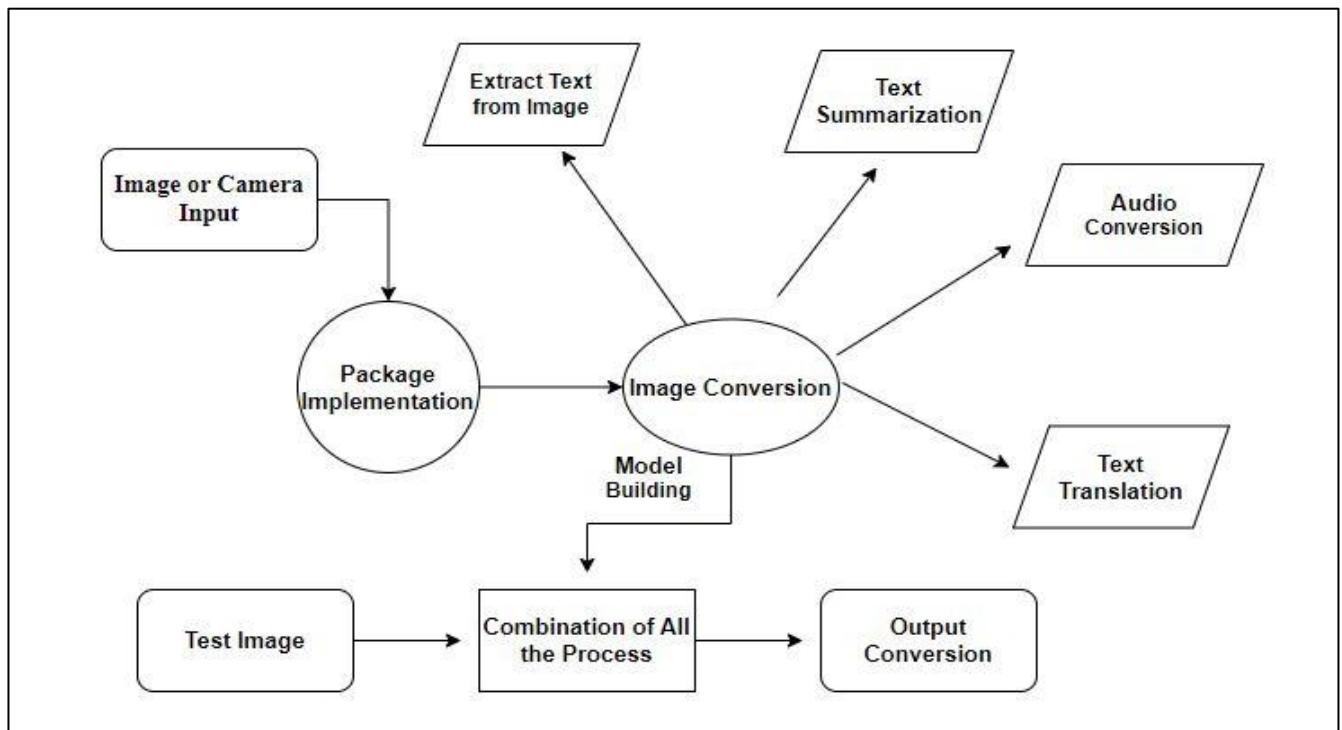 Extract Text
from Image
Text
Summarization
Image or Camera
Input
Audio
Conversion
Package
Implementation
Image Conversion
Text
Translation
Model
Building
Test Image
Combination of All
the Process
Output
Conversion